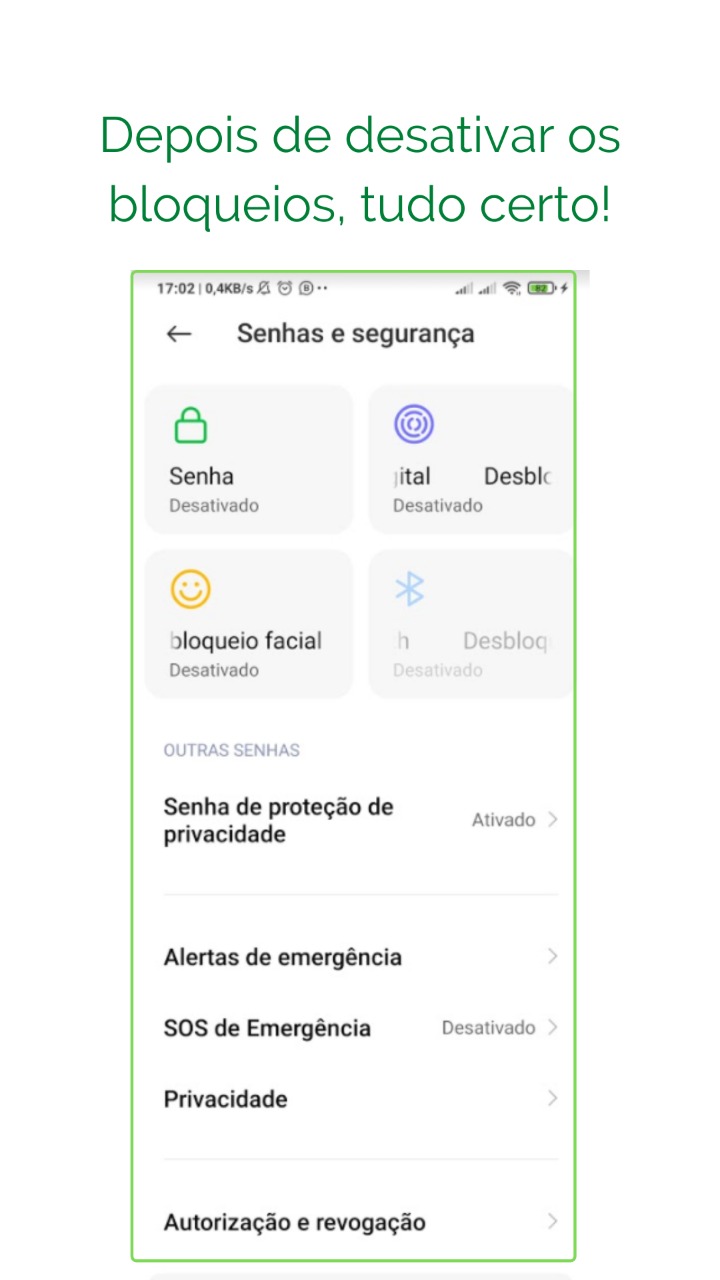 Depois de desativar os
bloqueios, tudo certo!
17:02 | 0,4KB/s
82
Senhas e segurança
Senha
Desativado
ital Desblo
Desativado
bloqueio facial
Desativado
h Desbloq
Desativado
OUTRAS SENHAS
Senha de proteção de
privacidade
Ativado
Alertas de emergência
SOS de Emergência Desativado
Privacidade
Autorização e revogação